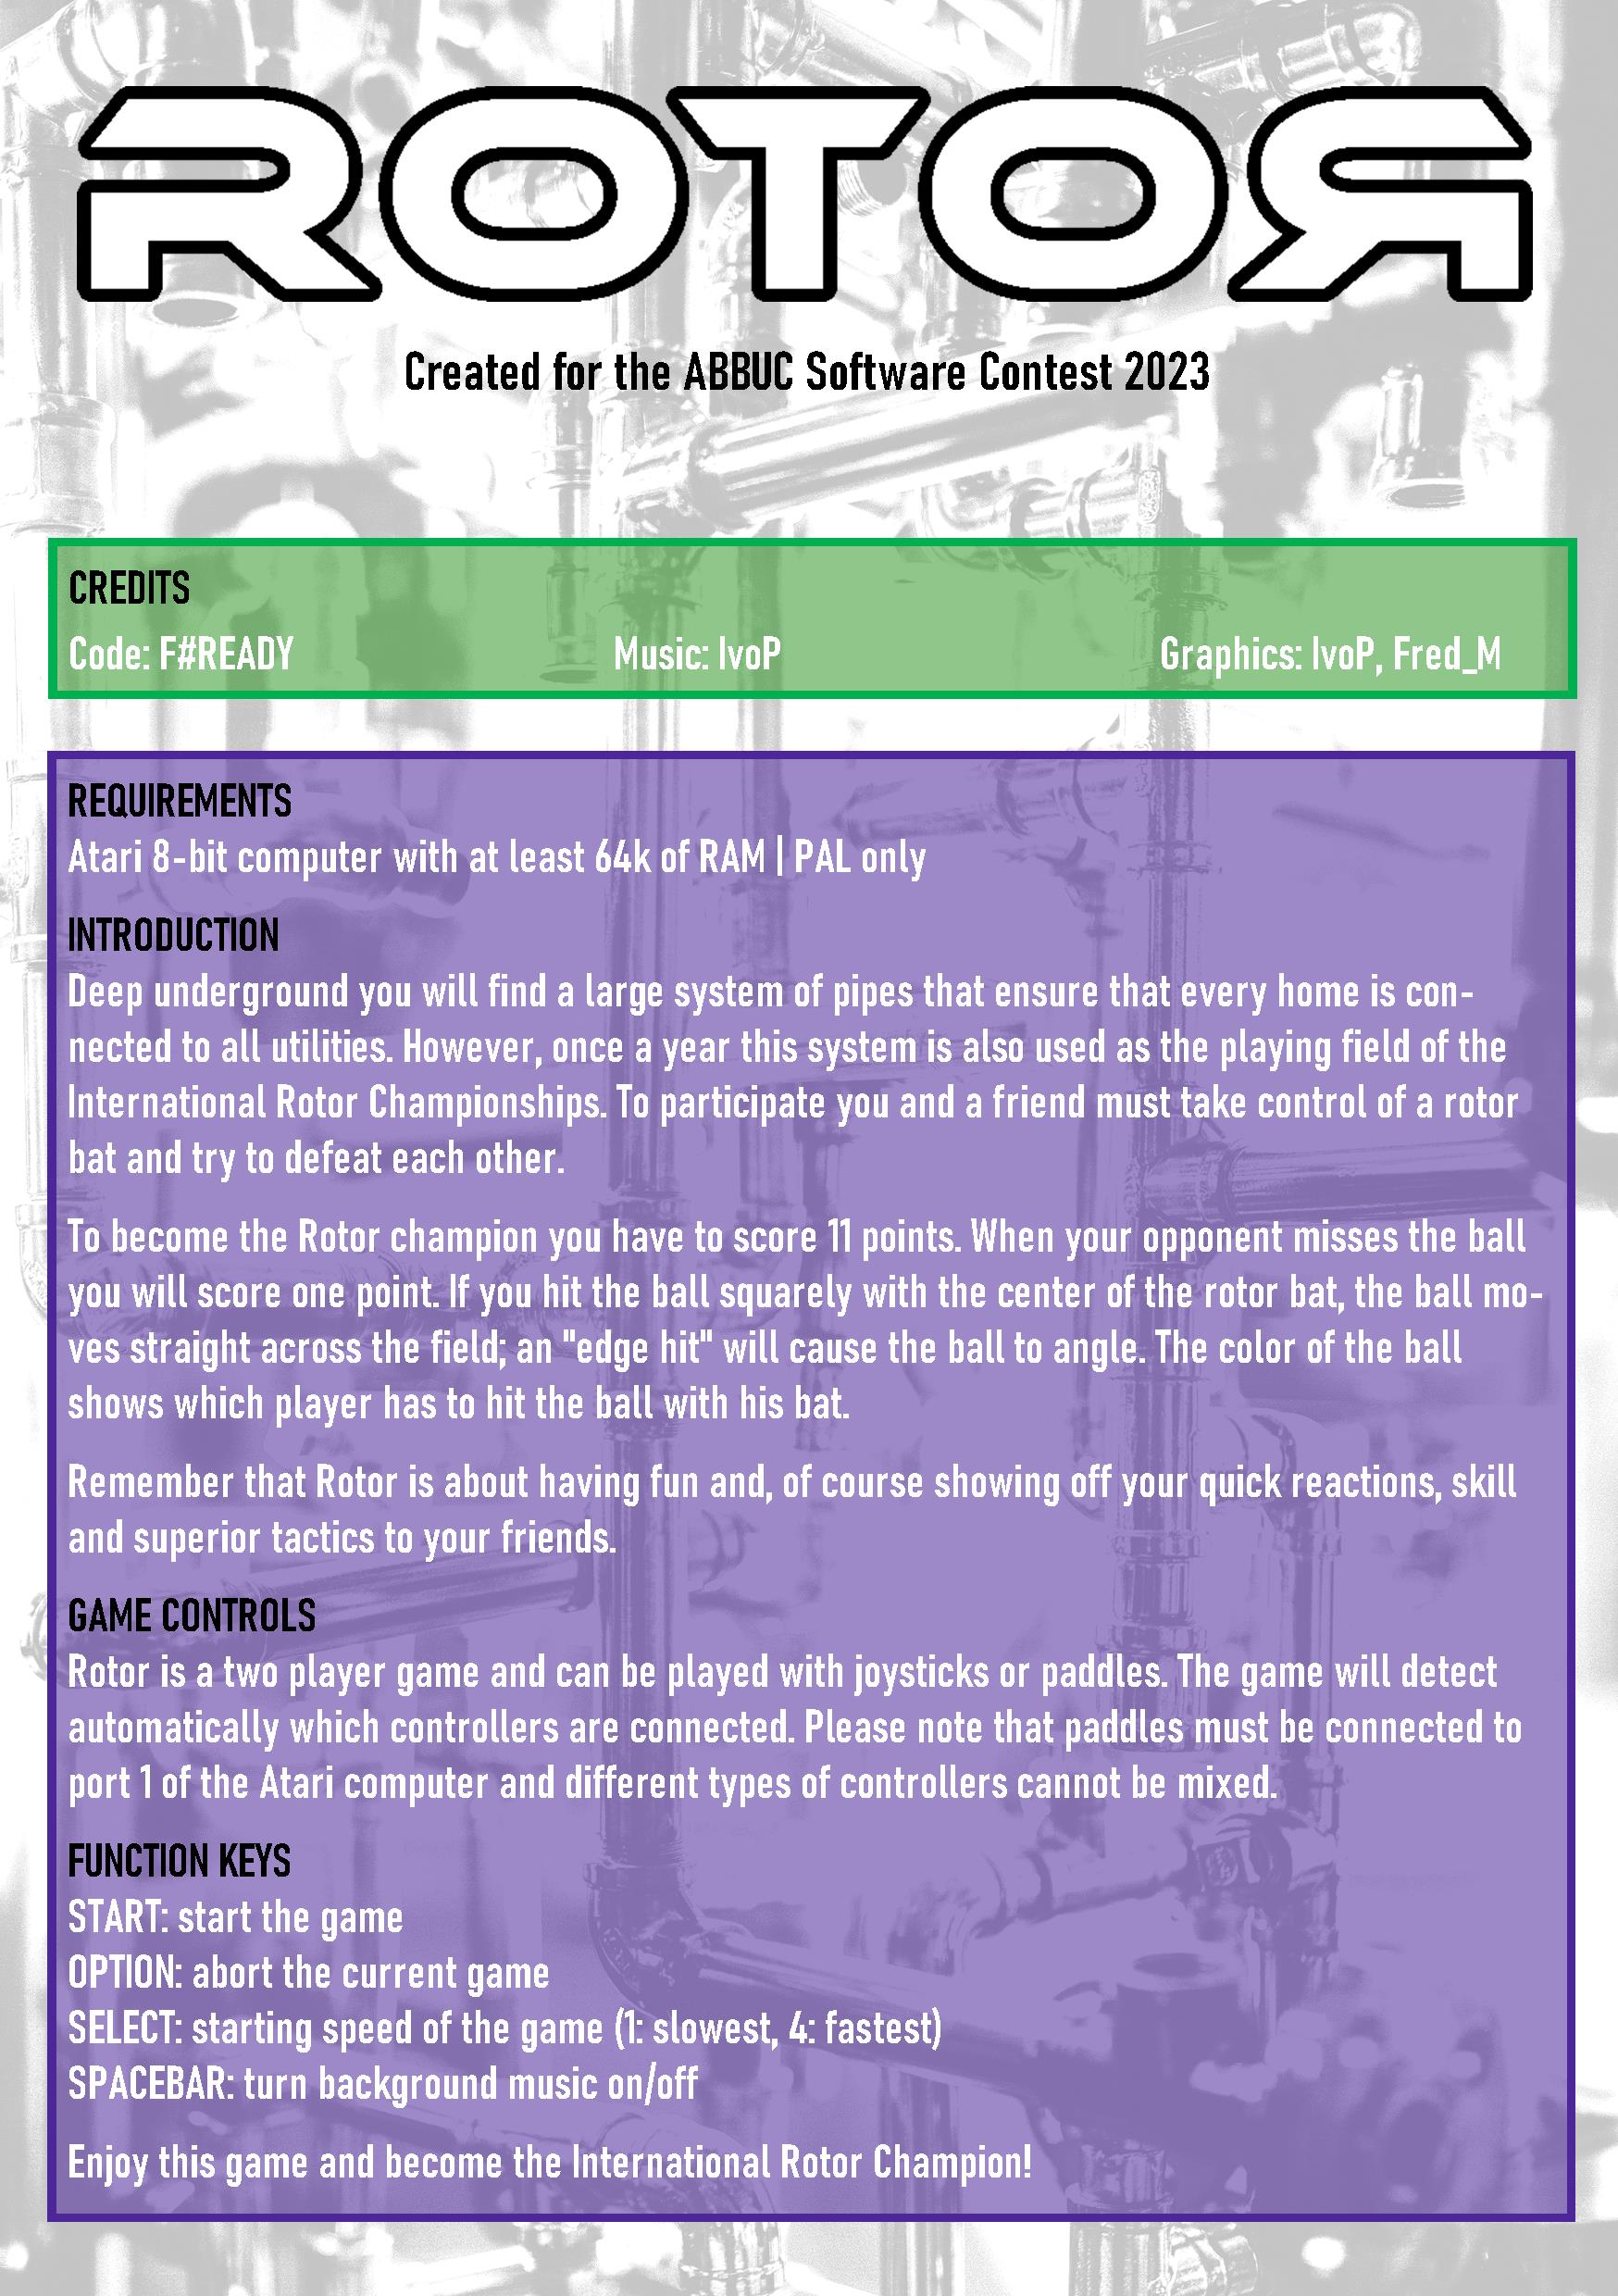 ROTOR
Created for the ABBUC Software Contest 2023
CREDITS
Code: F#READY Music: IvoP Graphics: IvoP, Fred_M
REQUIREMENTS
Atari 8-bit computer with at least 64k of RAM | PAL only
INTRODUCTION
Deep underground you will find a large system of pipes that ensure that every home is con-
nected to all utilities. However, once a year this system is also used as the playing field of the
International Rotor Championships. To participate you and a friend must take control of a rotor
bat and try to defeat each other.
To become the Rotor champion you have to score 11 points. When your opponent misses the ball
you will score one point. If you hit the ball squarely with the center of the rotor bat, the ball mo-
ves straight across the field; an "edge hit" will cause the ball to angle. The color of the ball
shows which player has to hit the ball with his bat.
Remember that Rotor is about having fun and, of course showing off your quick reactions, skill
and superior tactics to your friends.
GAME CONTROLS
Rotor is a two player game and can be played with joysticks or paddles. The game will detect
automatically which controllers are connected. Please note that paddles must be connected to
port 1 of the Atari computer and different types of controllers cannot be mixed.
FUNCTION KEYS
START: start the game
OPTION: abort the current game
SELECT: starting speed of the game (1: slowest, 4: fastest)
SPACEBAR: turn background music on/off
Enjoy this game and become the International Rotor Champion!